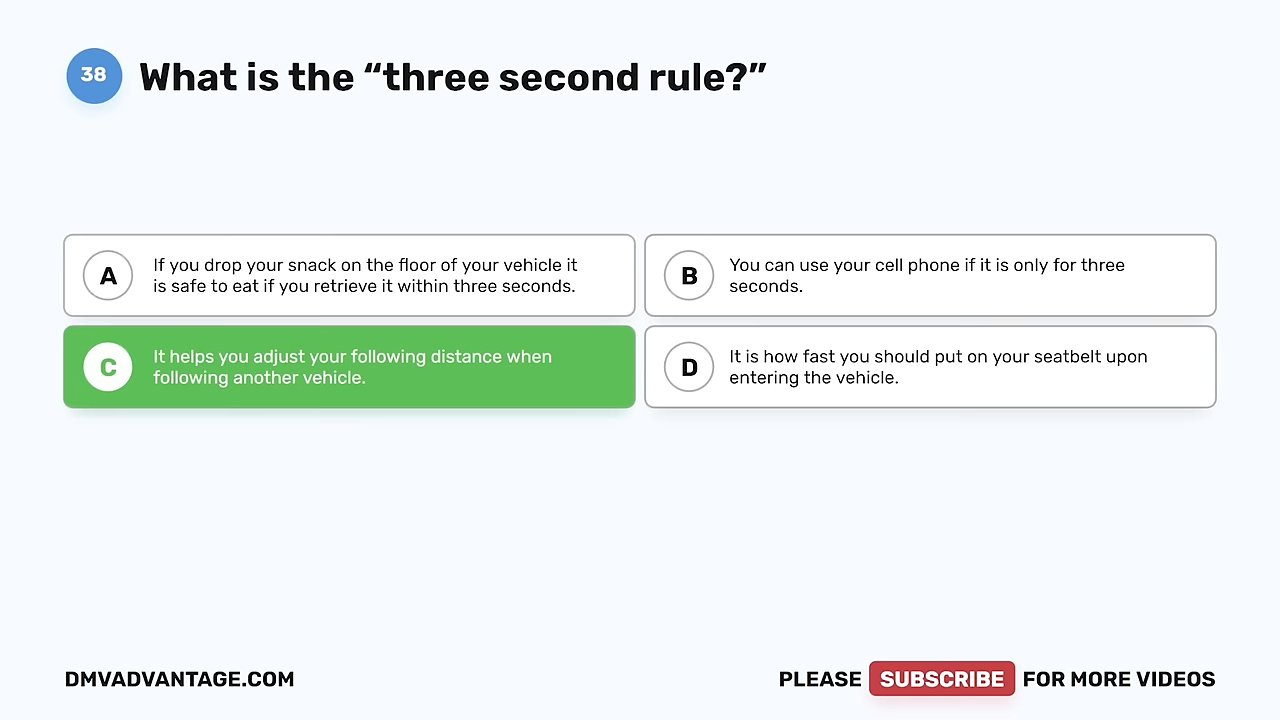 38
What is the “three second rule?”
A
If you drop your snack on the floor of your vehicle it
is safe to eat if you retrieve it within three seconds.
B
You can use your cell phone if it is only for three
seconds.
C
It helps you adjust your following distance when
following another vehicle.
D
It is how fast you should put on your seatbelt upon
entering the vehicle.
DMVADVANTAGE.COM
PLEASE SUBSCRIBE FOR MORE VIDEOS